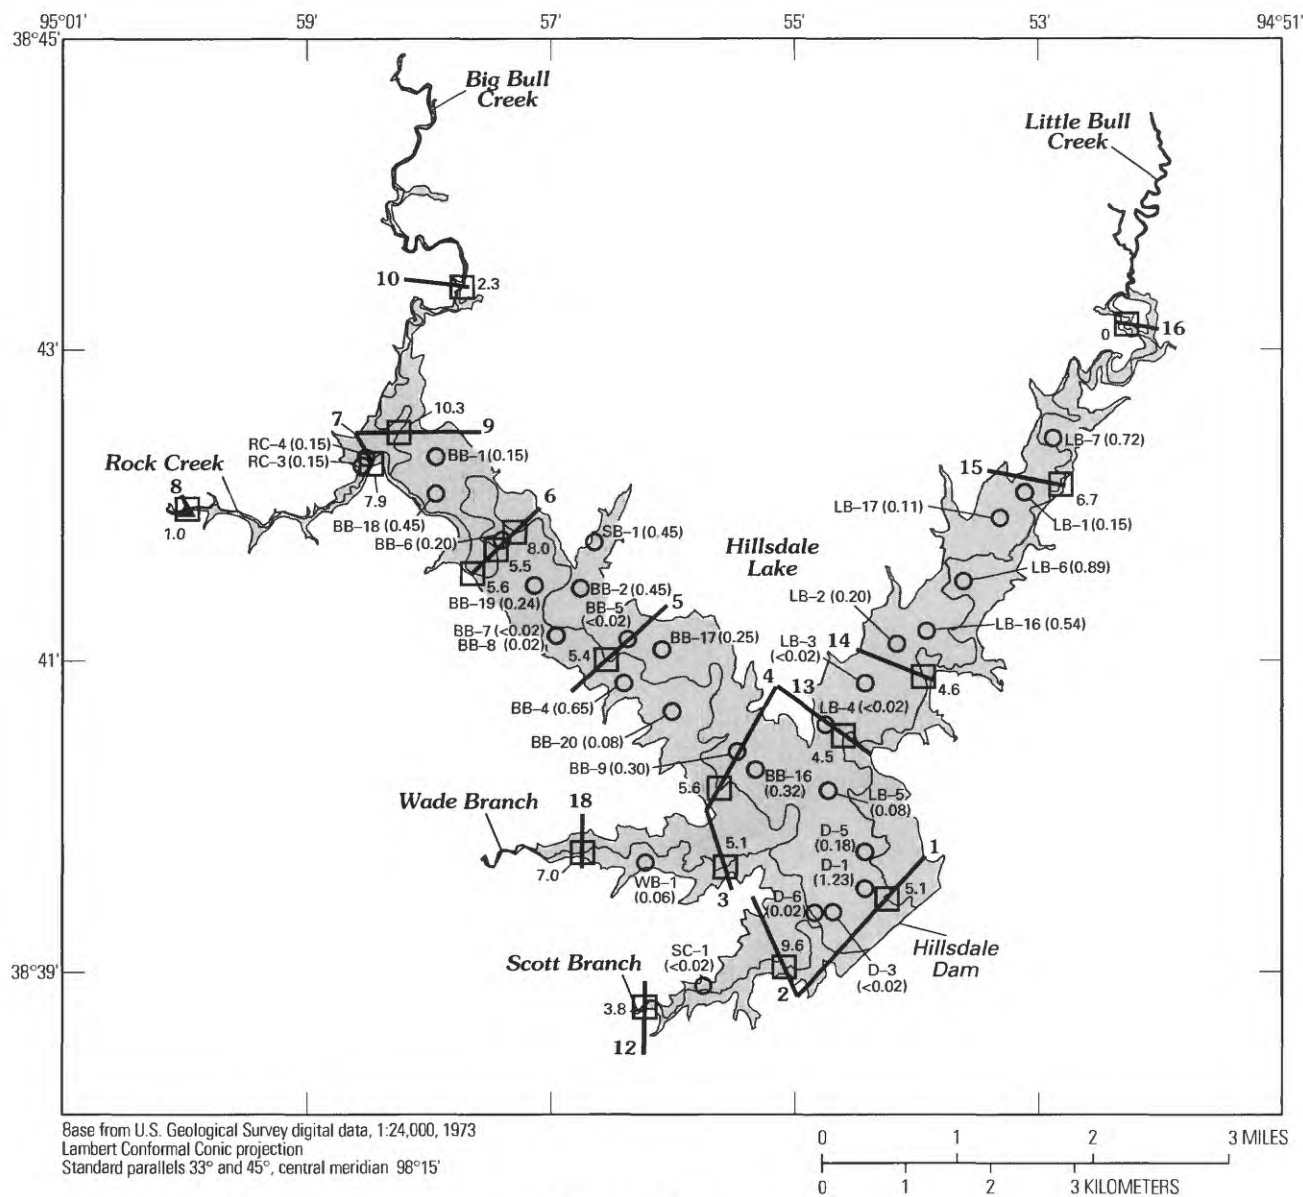 95°01'
59
57'
55
53'
94°51'
38°45'
Big Bull
Creek
Little Bull
Creek
10
2.3
16
0
43'
7
10.3
9
RC–4 (0.15)
RC–3 (0.15)
BB–1 (0.15)
LB–7 (0.72)
Rock Creek
8
1.0
7.9
15
6.7
LB–17 (0.11)
LB–1 (0.15)
BB–18 (0.45)
6
BB–6 (0.20)
8.0
SB–1 (0.45)
5.5
5.6
Hillsdale
Lake
LB–6 (0.89)
BB–19 (0.24)
BB–2 (0.45)
BB–5
(<0.02)
5
LB–2 (0.20)
LB–16 (0.54)
BB–7 (<0.02)
BB–8 (0.02)
BB–17 (0.25)
LB–3
(<0.02)
14
41'
5.4
4
13
4.6
BB–4 (0.65)
LB–4 (<0.02)
BB–20 (0.08)
4.5
BB–9 (0.30)
BB–16
(0.32)
5.6
LB–5
(0.08)
Wade Branch
18
7.0
5.1
D–5
(0.18)
1
D–1
(1.23)
5.1
WB–1
(0.06)
3
D–6
(0.02)
Hillsdale
Dam
38°39'
Scott Branch
SC–1
(<0.02)
9.6
D–3
(<0.02)
2
3.8
12
Base from U.S. Geological Survey digital data, 1:24,000, 1973
Lambert Conformal Conic projection
Standard parallels 33° and 45°, central meridian 98°15'
0 1 2 3 MILES
0 1 2 3 KILOMETERS